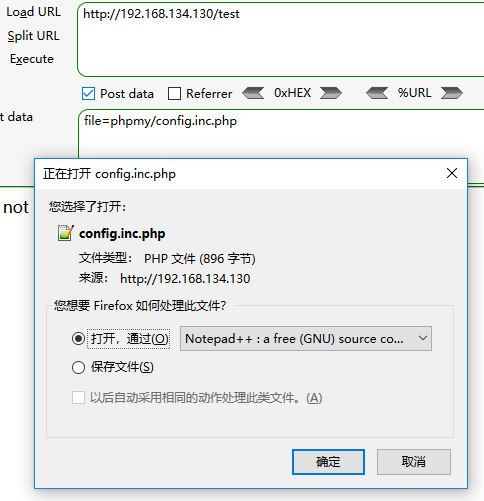 Load URL
http://192.168.134.130/test
Split URL
Execute
Post data
Referrer
0xHEX
%URL
t data
file=phpmy/config.inc.php
正在打开 config.inc.php
not
您选择了打开:
config.inc.php
文件类型： PHP 文件 (896 字节)
来源： http://192.168.134.130
您想要 Firefox 如何处理此文件?
打开，通过(O)
Notepad++ : a free (GNU) source co...
保存文件(S)
以后自动采用相同的动作处理此类文件。(A)
确定
取消